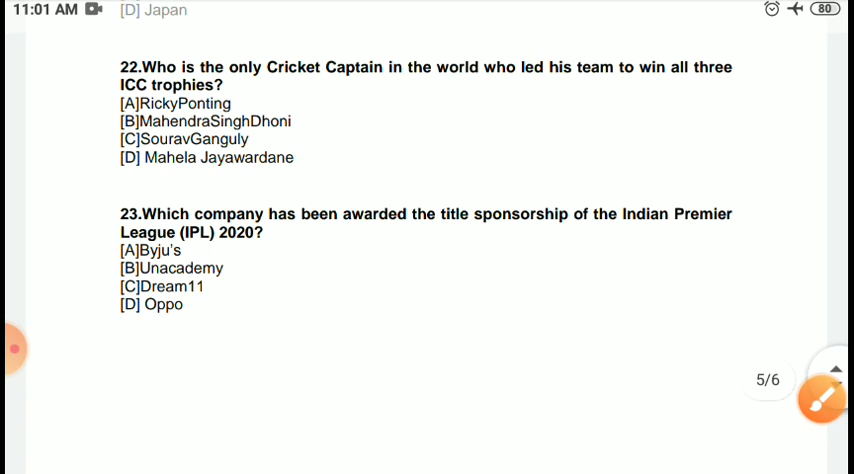 11:01 AM
80
[D] Japan
22.Who is the only Cricket Captain in the world who led his team to win all three
ICC trophies?
[A]RickyPonting
[B]MahendraSinghDhoni
[C]SouravGanguly
[D] Mahela Jayawardane
23.Which company has been awarded the title sponsorship of the Indian Premier
League (IPL) 2020?
[A]Byju's
[B]Unacademy
[C]Dream11
[D] Oppo
5/6